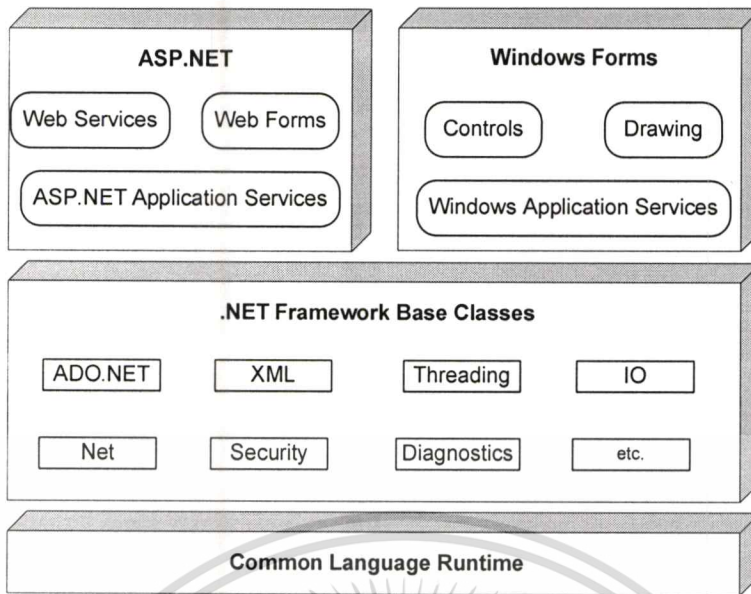 ASP.NET
Web Services
Web Forms
ASP.NET Application Services
Windows Forms
Controls
Drawing
Windows Application Services
.NET Framework Base Classes
ADO.NET
XML
Threading
IO
Net
Security
Diagnostics
etc.
Common Language Runtime